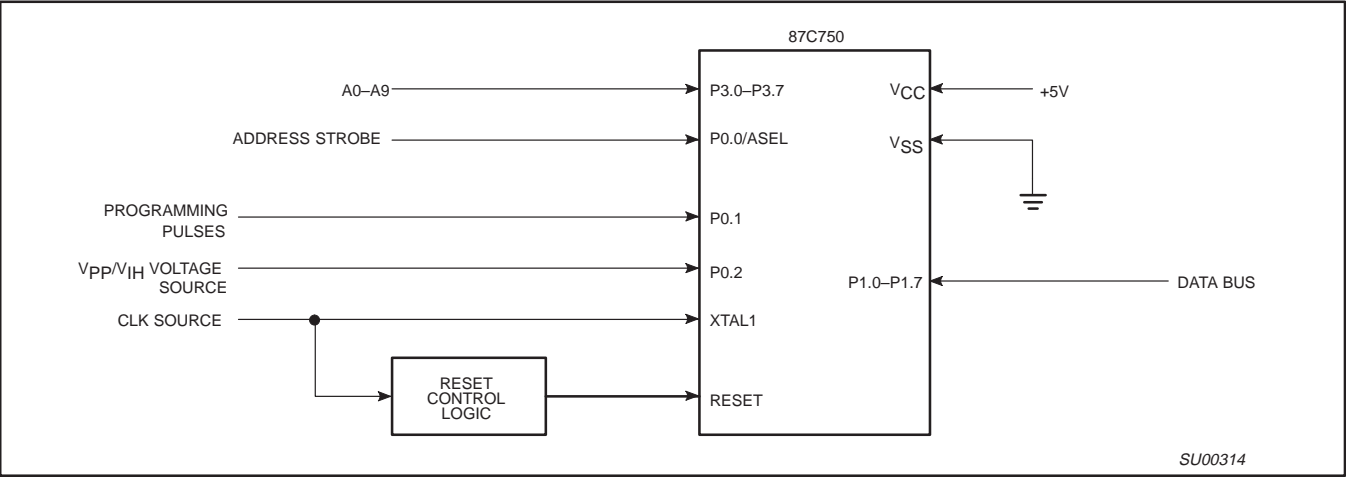 87C750
A0–A9
P3.0–P3.7
VCC
+5V
ADDRESS STROBE
P0.0/ASEL
VSS
PROGRAMMING
PULSES
P0.1
VPP/VIH VOLTAGE
SOURCE
P0.2
P1.0–P1.7
DATA BUS
CLK SOURCE
XTAL1
RESET
CONTROL
LOGIC
RESET
SU00314